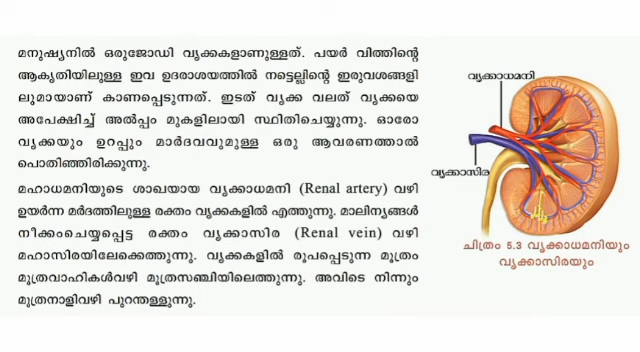 മനുഷ്യനിൽ ഒരുജോഡി വൃക്കകളാണുള്ളത്. പയർ വിത്തിന്റെ
ആകൃതിയിലുള്ള ഇവ ഉദരാശയത്തിൽ നട്ടെല്ലിന്റെ ഇരുവശങ്ങളി
ലുമായാണ് കാണപ്പെടുന്നത്. ഇടത് വൃക്ക വലത് വൃക്കയെ
അപേക്ഷിച്ച് അൽപ്പം മുകളിലായി സ്ഥിതിചെയ്യുന്നു. ഓരോ
വൃക്കയും ഉറപ്പും മാർദവവുമുള്ള ഒരു ആവരണത്താൽ
പൊതിഞ്ഞിരിക്കുന്നു.
മഹാധമനിയുടെ ശാഖയായ വൃക്കാധമനി (Renal artery) വഴി
ഉയർന്ന മർദത്തിലുള്ള രക്തം വൃക്കകളിൽ എത്തുന്നു. മാലിന്യങ്ങൾ
നീക്കംചെയ്യപ്പെട്ട രക്തം വൃക്കാസിര (Renal vein) വഴി
മഹാസിരയിലേക്കെത്തുന്നു. വൃക്കകളിൽ രൂപപ്പെടുന്ന മൂത്രം
മൂത്രവാഹികൾവഴി മൂത്രസഞ്ചിയിലെത്തുന്നു. അവിടെ നിന്നും
മൂത്രനാളിവഴി പുറന്തള്ളുന്നു.
വൃക്കാധമനി
വൃക്കാസിര
ചിത്രം 5.3 വൃക്കാധമനിയും
വൃക്കാസിരയും